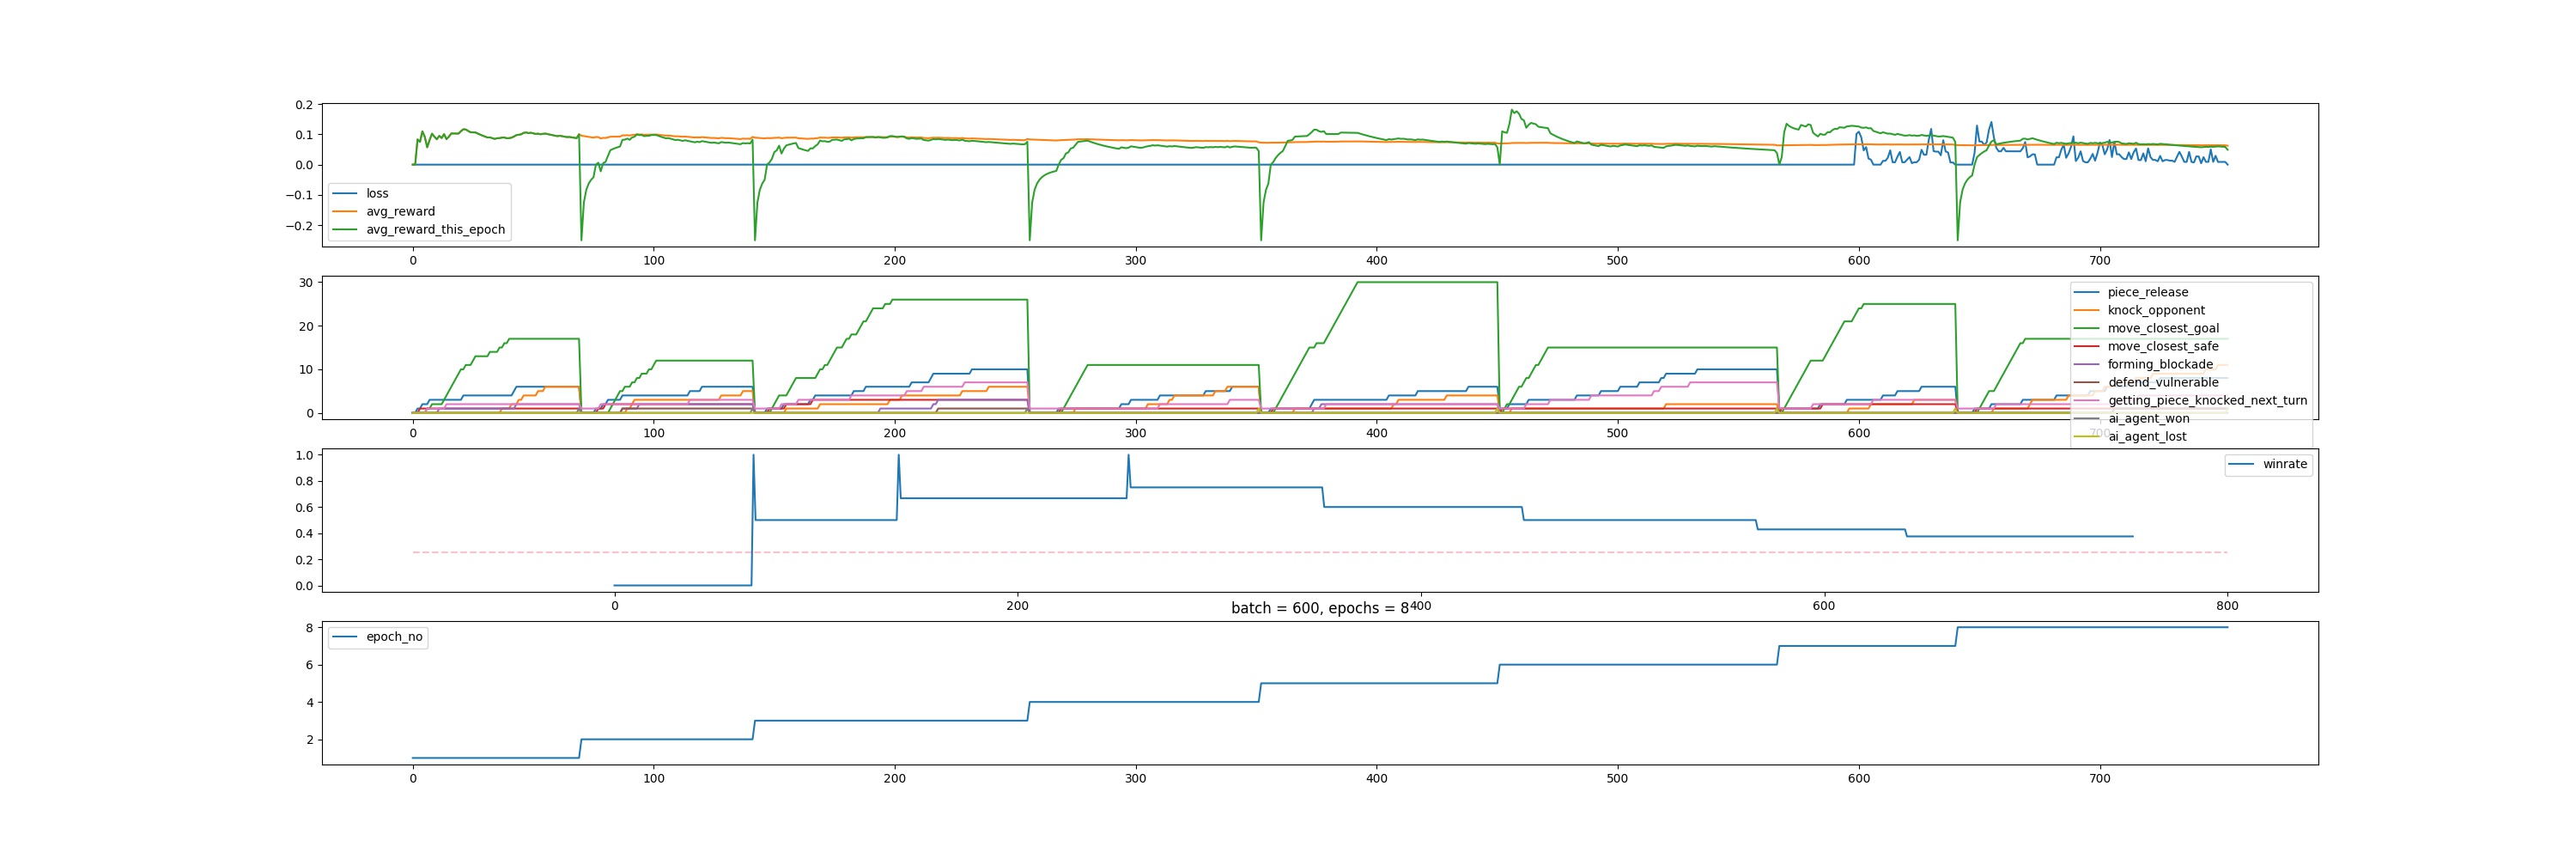 0.2
0.1
0.0
−0.1
−0.2
loss
avg_reward
avg_reward_this_epoch
0 100 200 300 400 500 600 700
30
20
10
0
piece_release
knock_opponent
move_closest_goal
move_closest_safe
forming_blockade
defend_vulnerable
getting_piece_knocked_next_turn
ai_agent_won
ai_agent_lost
0 100 200 300 400 500 600 700
1.0
0.8
0.6
0.4
0.2
0.0
winrate
0 200 400 600 800
batch = 600, epochs = 8
8
6
4
2
epoch_no
0 100 200 300 400 500 600 700